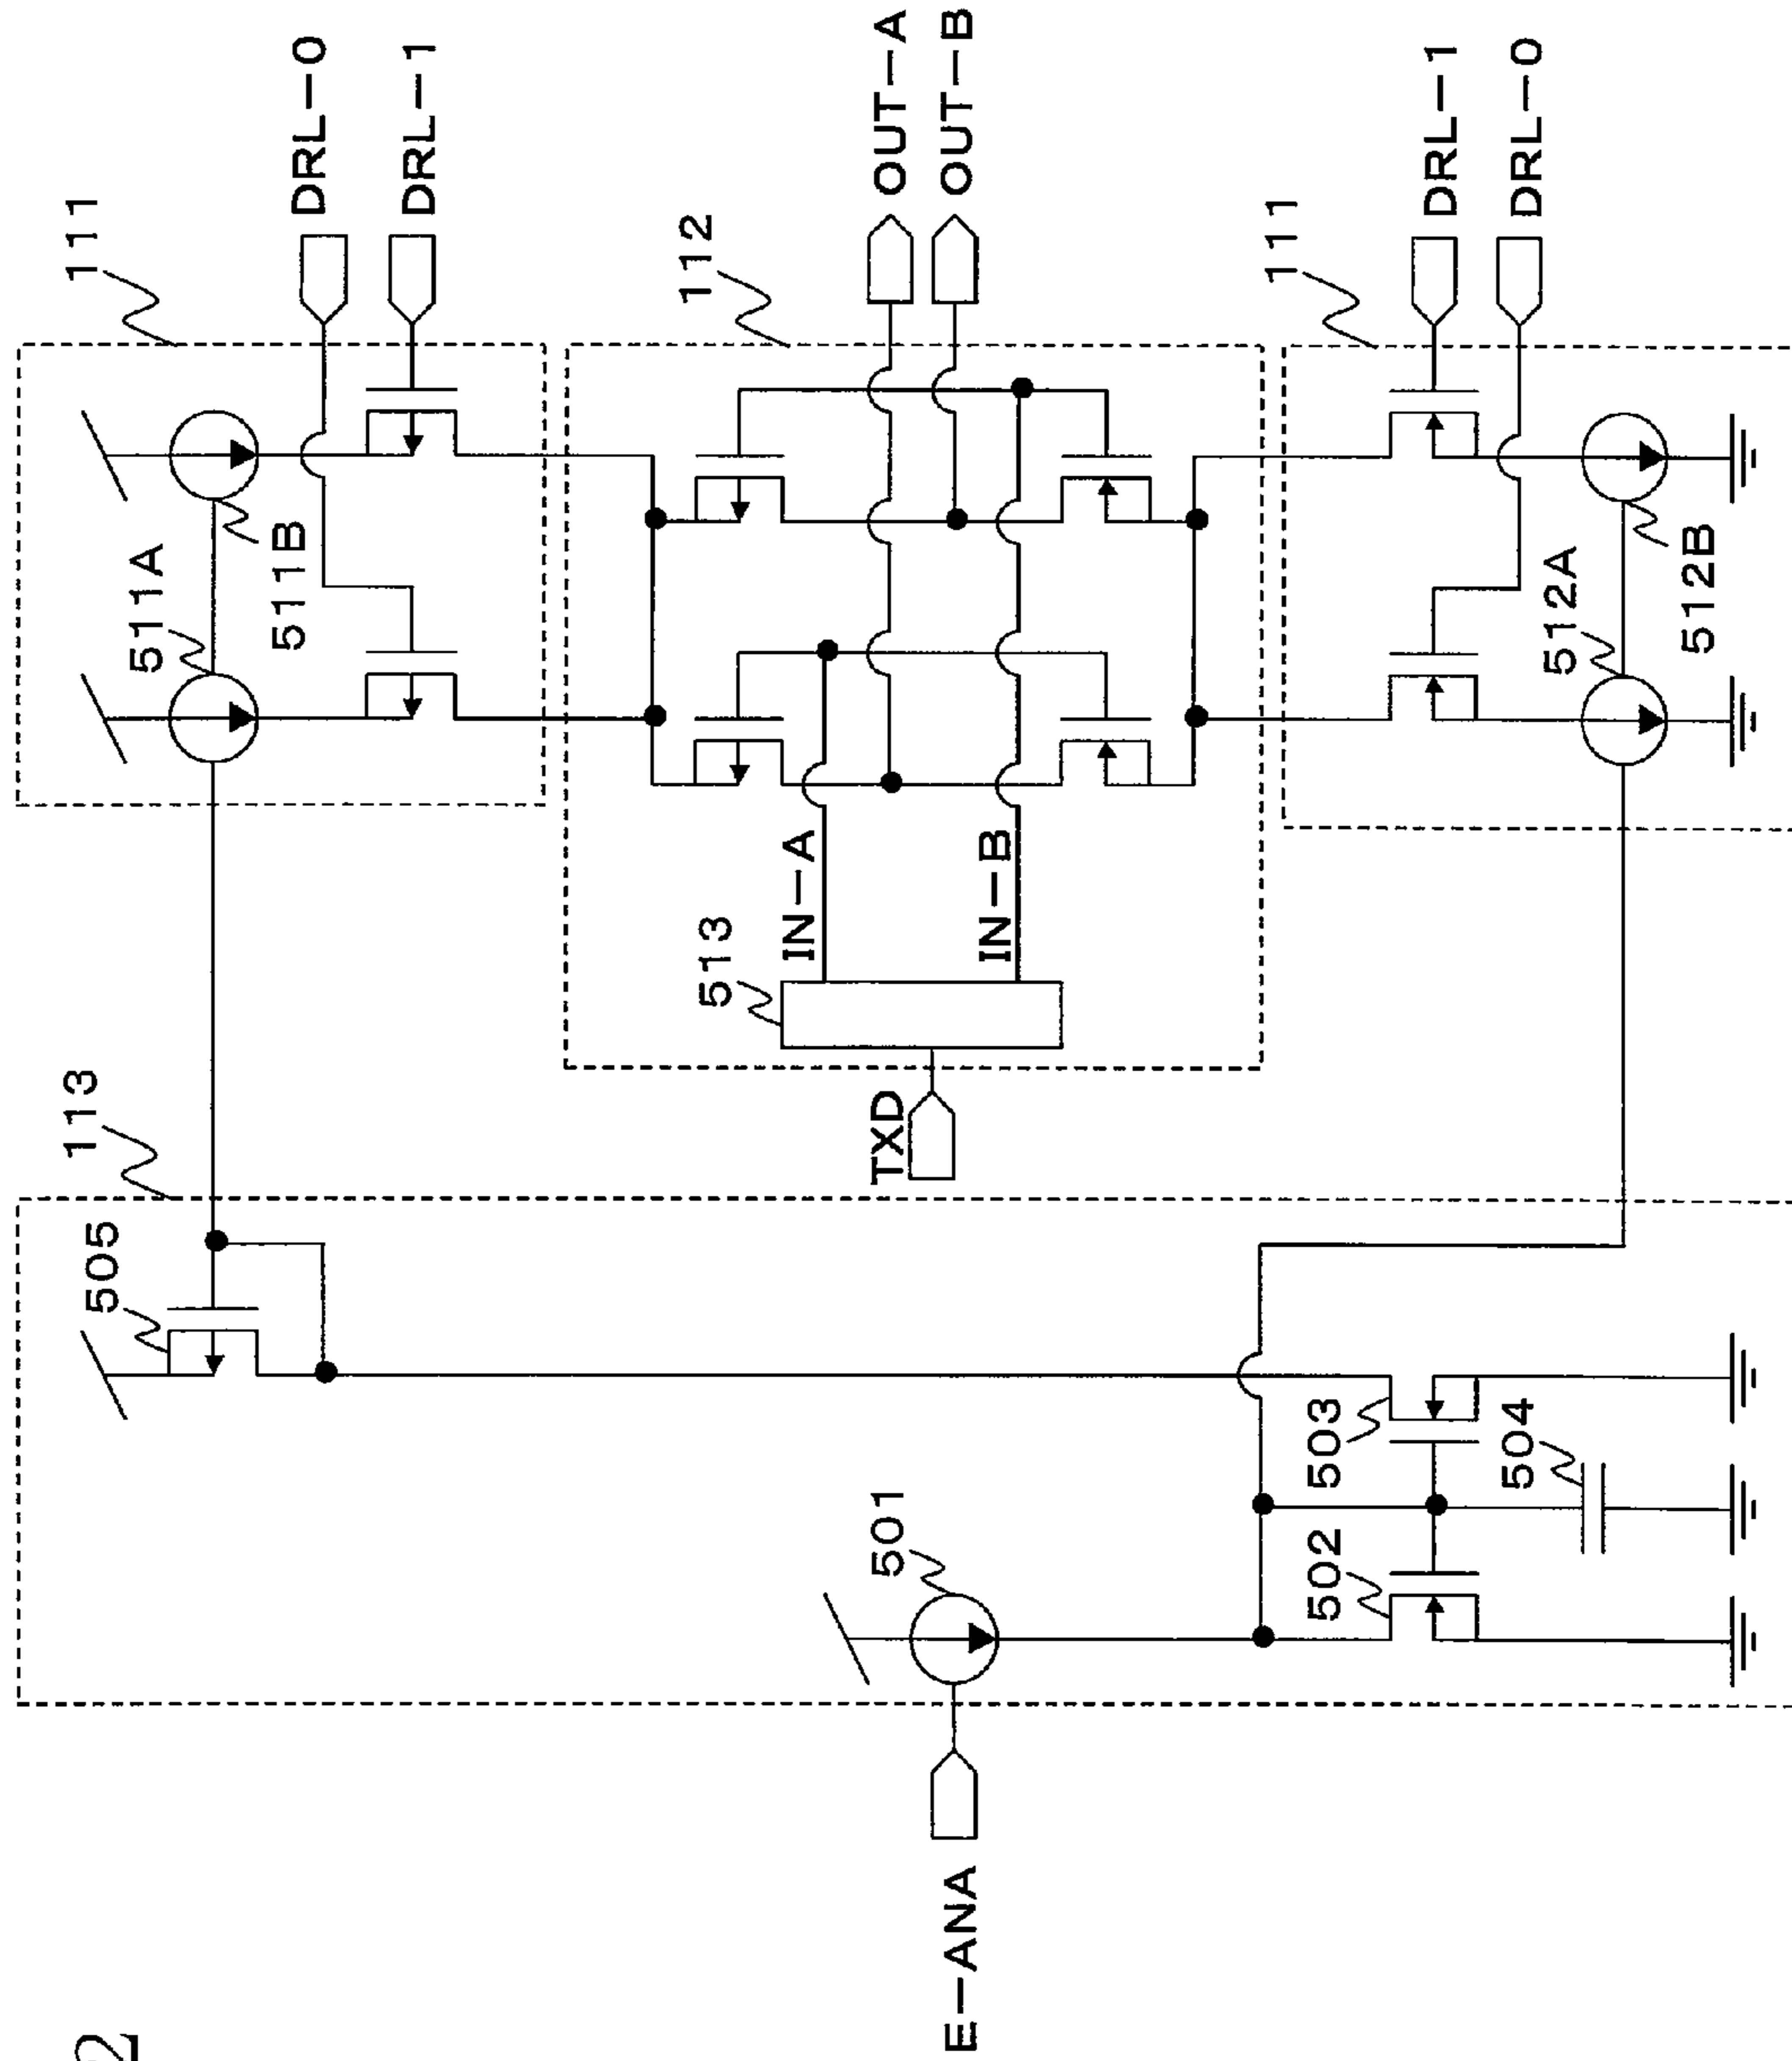 2
113
111
505
511A
511B
DRL-0
DRL-1
112
513
IN-A
501
TXD
OUT-A
E-ANA
OUT-B
IN-B
111
502
503
DRL-1
504
DRL-0
512A
512B